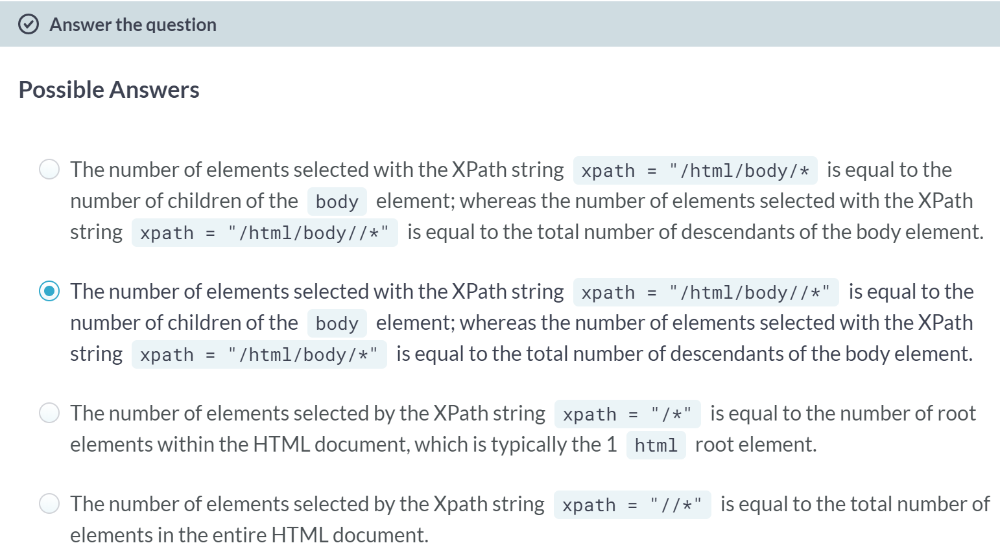 Answer the question
Possible Answers
The number of elements selected with the XPath string xpath = "/html/body/* is equal to the
number of children of the body element; whereas the number of elements selected with the XPath
string xpath = "/html/body//*" is equal to the total number of descendants of the body element.
The number of elements selected with the XPath string xpath = "/html/body//*" is equal to the
number of children of the body element; whereas the number of elements selected with the XPath
string xpath = "/html/body/*" is equal to the total number of descendants of the body element.
The number of elements selected by the XPath string xpath = "/*" is equal to the number of root
elements within the HTML document, which is typically the 1 html root element.
The number of elements selected by the Xpath string xpath = "//*" is equal to the total number of
elements in the entire HTML document.